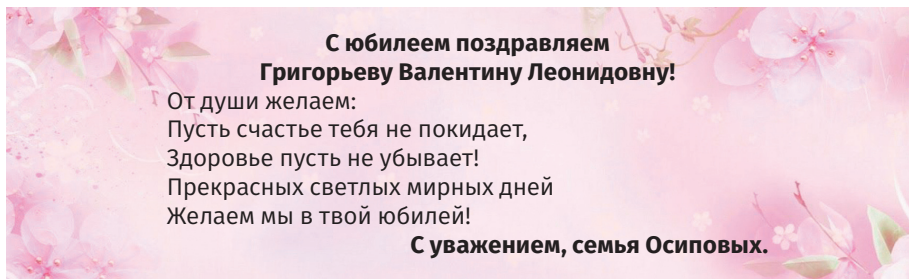 С юбилеем поздравляем
Григорьеву Валентину Леонидовну!
От души желаем:
Пусть счастье тебя не покидает,
Здоровье пусть не убывает!
Прекрасных светлых мирных дней
Желаем мы в твой юбилей!
С уважением, семья Осиповых.